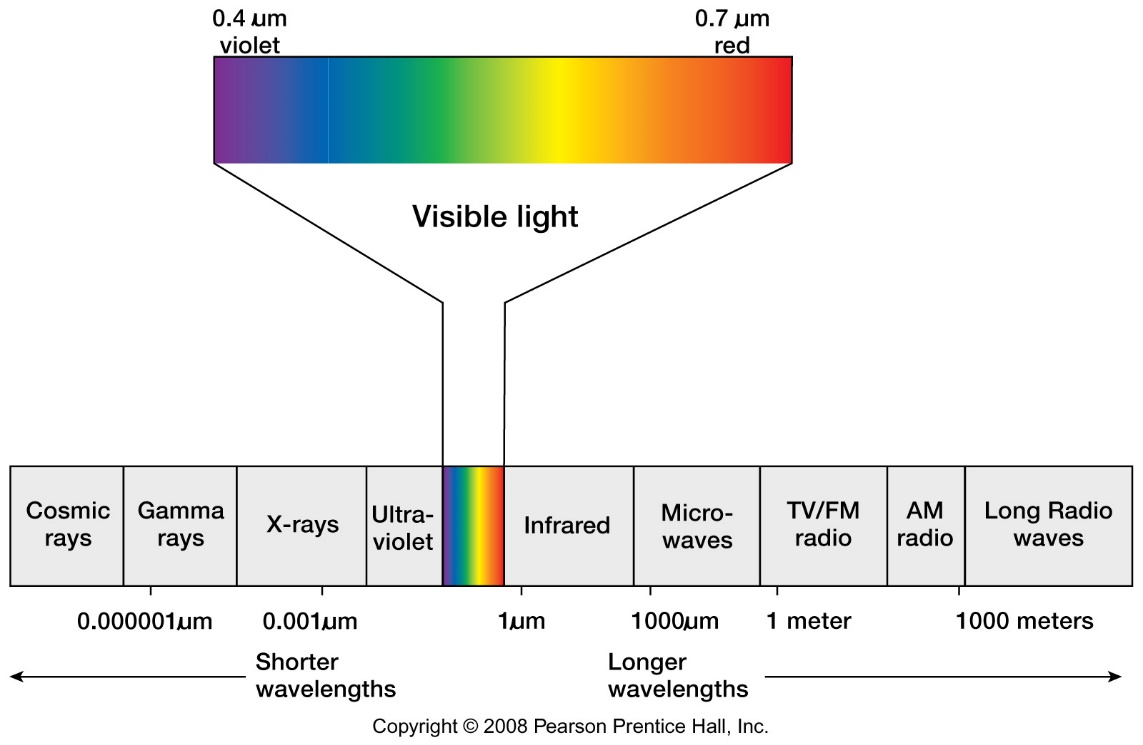 0.4 µm
violet
0.7 µm
red
Visible light
Cosmic
rays
Gamma
rays
X-rays
Ultra-
violet
Infrared
Micro-
waves
TV/FM
radio
AM
radio
Long Radio
waves
0.000001µm
0.001µm
1µm
1000µm
1 meter
1000 meters
Shorter
wavelengths
Longer
wavelengths
Copyright © 2008 Pearson Prentice Hall, Inc.